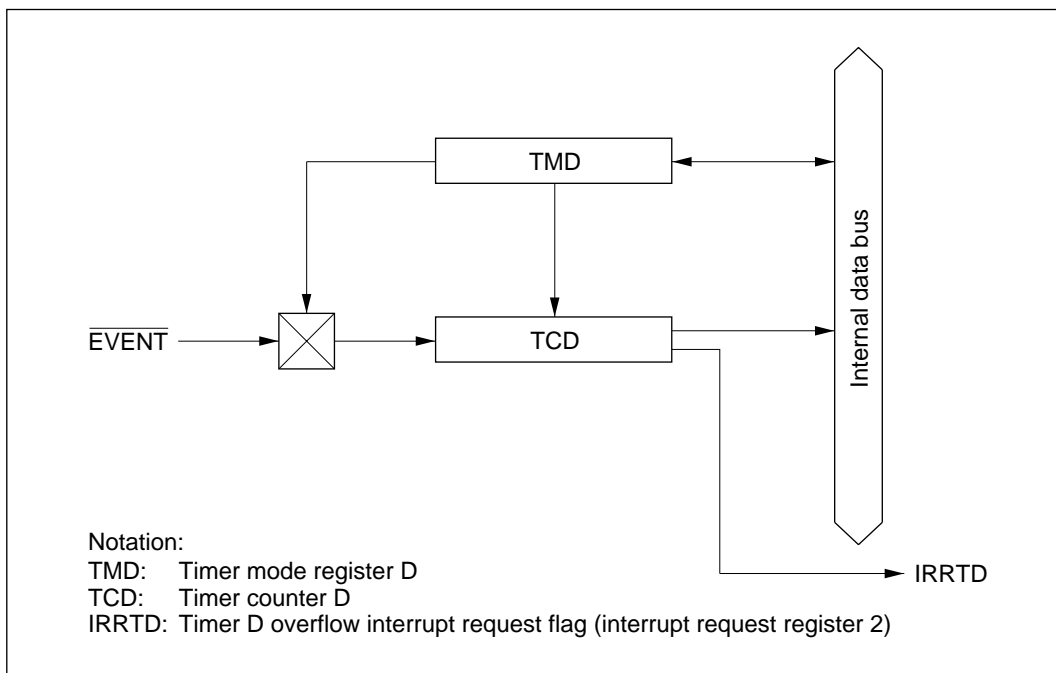 TMD
Internal data bus
EVENT
TCD
IRRTD
Notation:
TMD: Timer mode register D
TCD: Timer counter D
IRRTD: Timer D overflow interrupt request flag (interrupt request register 2)